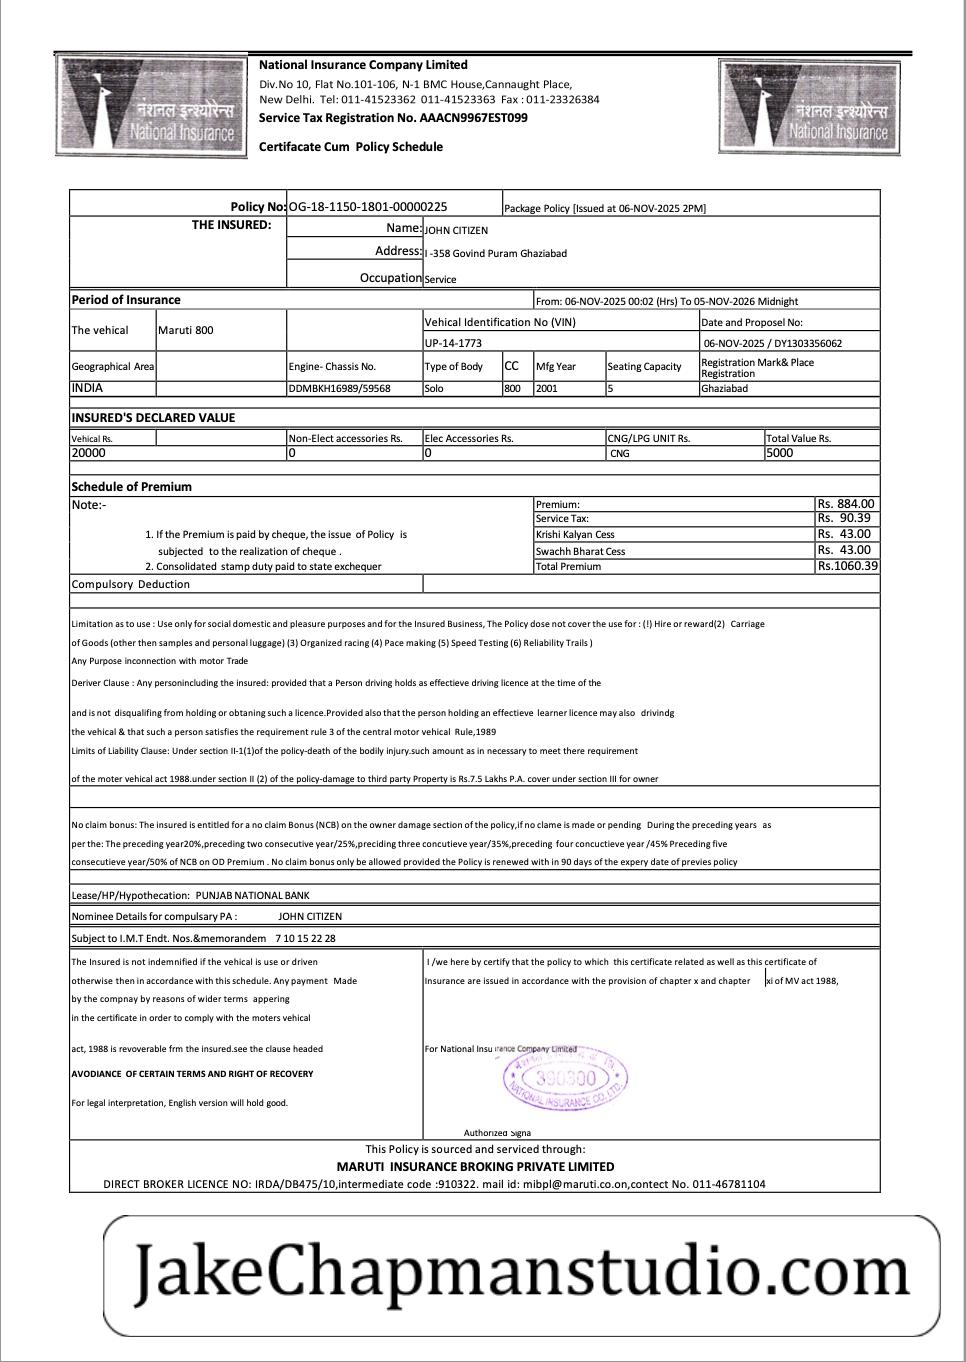 नेशनल इन्श्योरेन्स
National Insurance
National Insurance Company Limited
Div.No 10, Flat No.101-106, N-1 BMC House,Cannaught Place,
New Delhi. Tel: 011-41523362 011-41523363 Fax : 011-23326384
Service Tax Registration No. AAACN9967EST099
Certifacate Cum Policy Schedule
नेशनल इन्श्योरेन्स
National Insurance
Policy No: OG-18-1150-1801-00000225 Package Policy [Issued at 06-NOV-2025 2PM]
THE INSURED: Name: JOHN CITIZEN
Address: I -358 Govind Puram Ghaziabad
Occupation Service
Period of Insurance From: 06-NOV-2025 00:02 (Hrs) To 05-NOV-2026 Midnight
The vehical Maruti 800 Vehical Identification No (VIN) Date and Proposel No:
UP-14-1773 06-NOV-2025 / DY1303356062
Geographical Area Engine- Chassis No. Type of Body CC Mfg Year Seating Capacity Registration Mark& Place
Registration
INDIA DDMBKH16989/59568 Solo 800 2001 5 Ghaziabad
INSURED'S DECLARED VALUE
Vehical Rs. Non-Elect accessories Rs. Elec Accessories Rs. CNG/LPG UNIT Rs. Total Value Rs.
20000 0 0 CNG 5000
Schedule of Premium
Note:- Premium: Rs. 884.00
Service Tax: Rs. 90.39
1. If the Premium is paid by cheque, the issue of Policy is Krishi Kalyan Cess Rs. 43.00
subjected to the realization of cheque . Swachh Bharat Cess Rs. 43.00
2. Consolidated stamp duty paid to state exchequer Total Premium Rs.1060.39
Compulsory Deduction
Limitation as to use : Use only for social domestic and pleasure purposes and for the Insured Business, The Policy dose not cover the use for : (!) Hire or reward(2) Carriage
of Goods (other then samples and personal luggage) (3) Organized racing (4) Pace making (5) Speed Testing (6) Reliability Trails )
Any Purpose inconnection with motor Trade
Deriver Clause : Any personincluding the insured: provided that a Person driving holds as effectieve driving licence at the time of the
and is not disqualifing from holding or obtaning such a licence.Provided also that the person holding an effectieve learner licence may also drivindg
the vehical & that such a person satisfies the requirement rule 3 of the central motor vehical Rule,1989
Limits of Liability Clause: Under section II-1(1)of the policy-death of the bodily injury.such amount as in necessary to meet there requirement
of the moter vehical act 1988.under section II (2) of the policy-damage to third party Property is Rs.7.5 Lakhs P.A. cover under section III for owner
No claim bonus: The insured is entitled for a no claim Bonus (NCB) on the owner damage section of the policy,if no clame is made or pending During the preceding years as
per the: The preceding year20%,preceding two consecutive year/25%,preciding three concutieve year/35%,preceding four concuctieve year /45% Preceding five
consecutieve year/50% of NCB on OD Premium . No claim bonus only be allowed provided the Policy is renewed with in 90 days of the expery date of previes policy
Lease/HP/Hypothecation: PUNJAB NATIONAL BANK
Nominee Details for compulsary PA : JOHN CITIZEN
Subject to I.M.T Endt. Nos.&memorandem 7 10 15 22 28
The Insured is not indemnified if the vehical is use or driven
otherwise then in accordance with this schedule. Any payment Made
by the compnay by reasons of wider terms appering
in the certificate in order to comply with the moters vehical
act, 1988 is revoverable frm the insured.see the clause headed
AVODIANCE OF CERTAIN TERMS AND RIGHT OF RECOVERY
For legal interpretation, English version will hold good.
I /we here by certify that the policy to which this certificate related as well as this certificate of
Insurance are issued in accordance with the provision of chapter x and chapter xi of MV act 1988,
For National Insurance Company Limited
390300
NATIONAL INSURANCE CO. LTD.
Authorized Signa
This Policy is sourced and serviced through:
MARUTI INSURANCE BROKING PRIVATE LIMITED
DIRECT BROKER LICENCE NO: IRDA/DB475/10,intermediate code :910322. mail id: mibpl@maruti.co.on,contect No. 011-46781104
JakeChapmanstudio.com